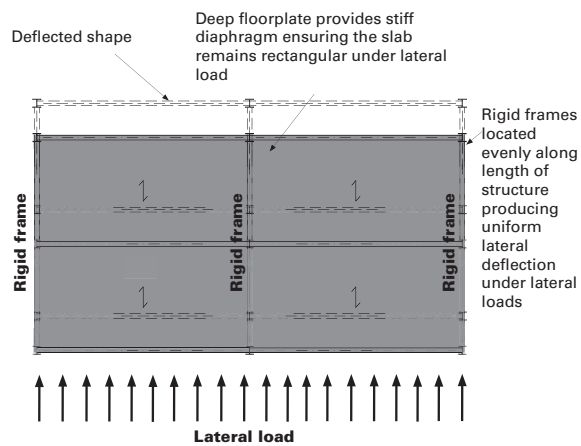 Deflected shape
Deep floorplate provides stiff
diaphragm ensuring the slab
remains rectangular under lateral
load
Rigid frames
located
evenly along
length of
structure
producing
uniform
lateral
deflection
under lateral
loads
Rigid frame
Rigid frame
Rigid frame
Lateral load